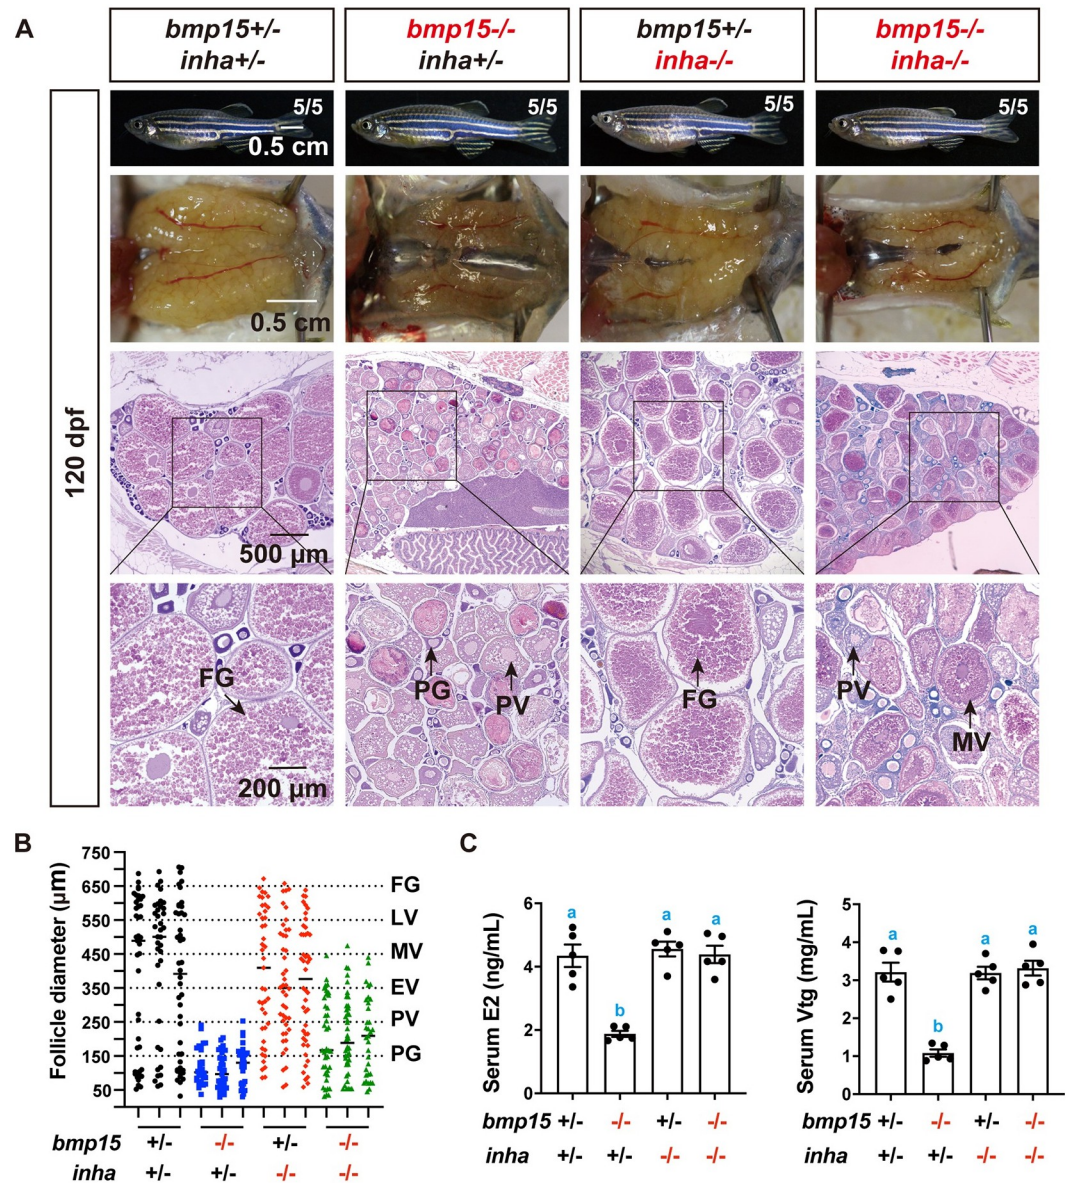 A
bmp15+/-
inha+/-
bmp15-/-
inha+/-
bmp15+/-
inha-/-
bmp15-/-
inha-/-
120 dpf
5/5
0.5 cm
5/5
5/5
5/5
0.5 cm
500 µm
FG
200 µm
PG
PV
FG
PV
MV
B
Follicle diameter (µm)
750
650
550
450
350
250
150
50
FG
LV
MV
EV
PV
PG
bmp15 +/- -/- +/- -/-
inha +/- +/- -/- -/-
C
Serum E2 (ng/mL)
6
4
2
0
a
b
a
a
bmp15 +/- -/- +/- -/-
inha +/- +/- -/- -/-
Serum Vtg (mg/mL)
5
4
3
2
1
0
a
b
a
a
bmp15 +/- -/- +/- -/-
inha +/- +/- -/- -/-